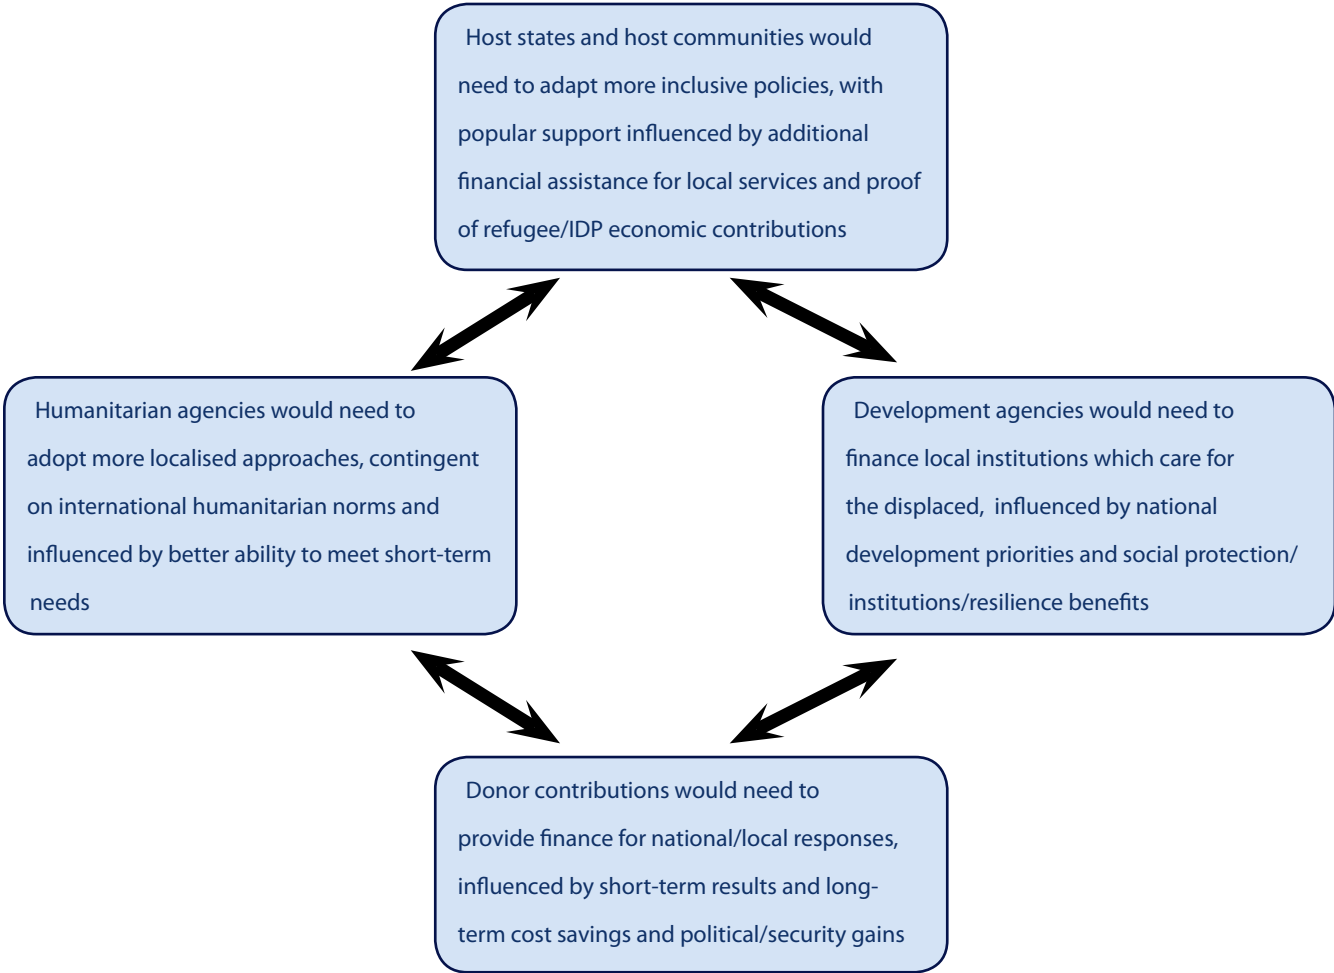 Host states and host communities would
need to adapt more inclusive policies, with
popular support influenced by additional
financial assistance for local services and proof
of refugee/IDP economic contributions
Humanitarian agencies would need to
adopt more localised approaches, contingent
on international humanitarian norms and
influenced by better ability to meet short-term
needs
Development agencies would need to
finance local institutions which care for
the displaced, influenced by national
development priorities and social protection/
institutions/resilience benefits
Donor contributions would need to
provide finance for national/local responses,
influenced by short-term results and long-
term cost savings and political/security gains